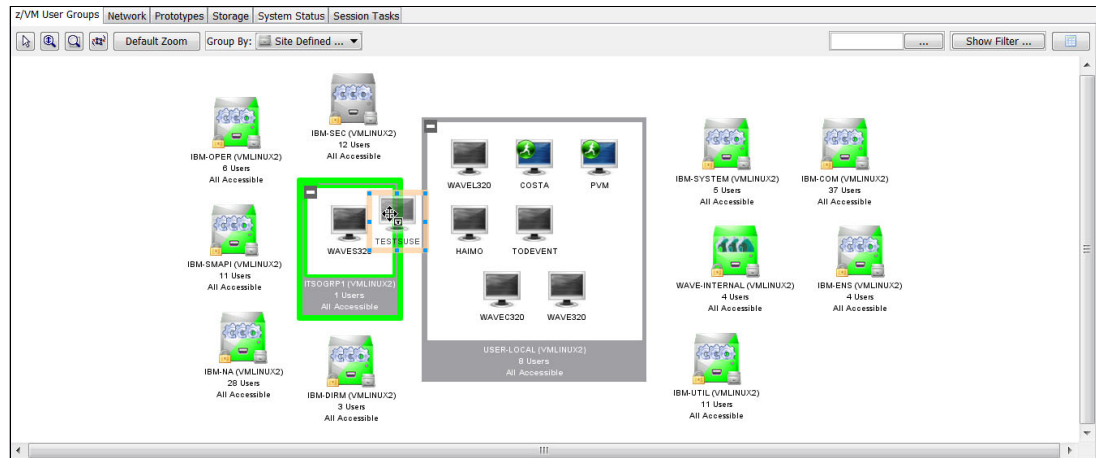 z/VM User Groups Network Prototypes Storage System Status Session Tasks
Default Zoom Group By: Site Defined ... ... Show Filter ...
IBM-SEC (VMLINUX2)
12 Users
All Accessible
IBM-OPER (VMLINUX2)
6 Users
All Accessible
WAVEL320 COSTA PVM
IBM-SYSTEM (VMLINUX2)
5 Users
All Accessible
IBM-COM (VMLINUX2)
37 Users
All Accessible
WAVES320 TESTSUSE
HAIMO TODEVENT
IBM-SMAPI (VMLINUX2)
11 Users
All Accessible
ITSOGRP1 (VMLINUX2)
1 Users
All Accessible
WAVE-INTERNAL (VMLINUX2)
4 Users
All Accessible
IBM-ENS (VMLINUX2)
4 Users
All Accessible
WAVEC320 WAVE320
USER-LOCAL (VMLINUX2)
8 Users
All Accessible
IBM-NA (VMLINUX2)
28 Users
All Accessible
IBM-DIRM (VMLINUX2)
3 Users
All Accessible
IBM-UTIL (VMLINUX2)
11 Users
All Accessible